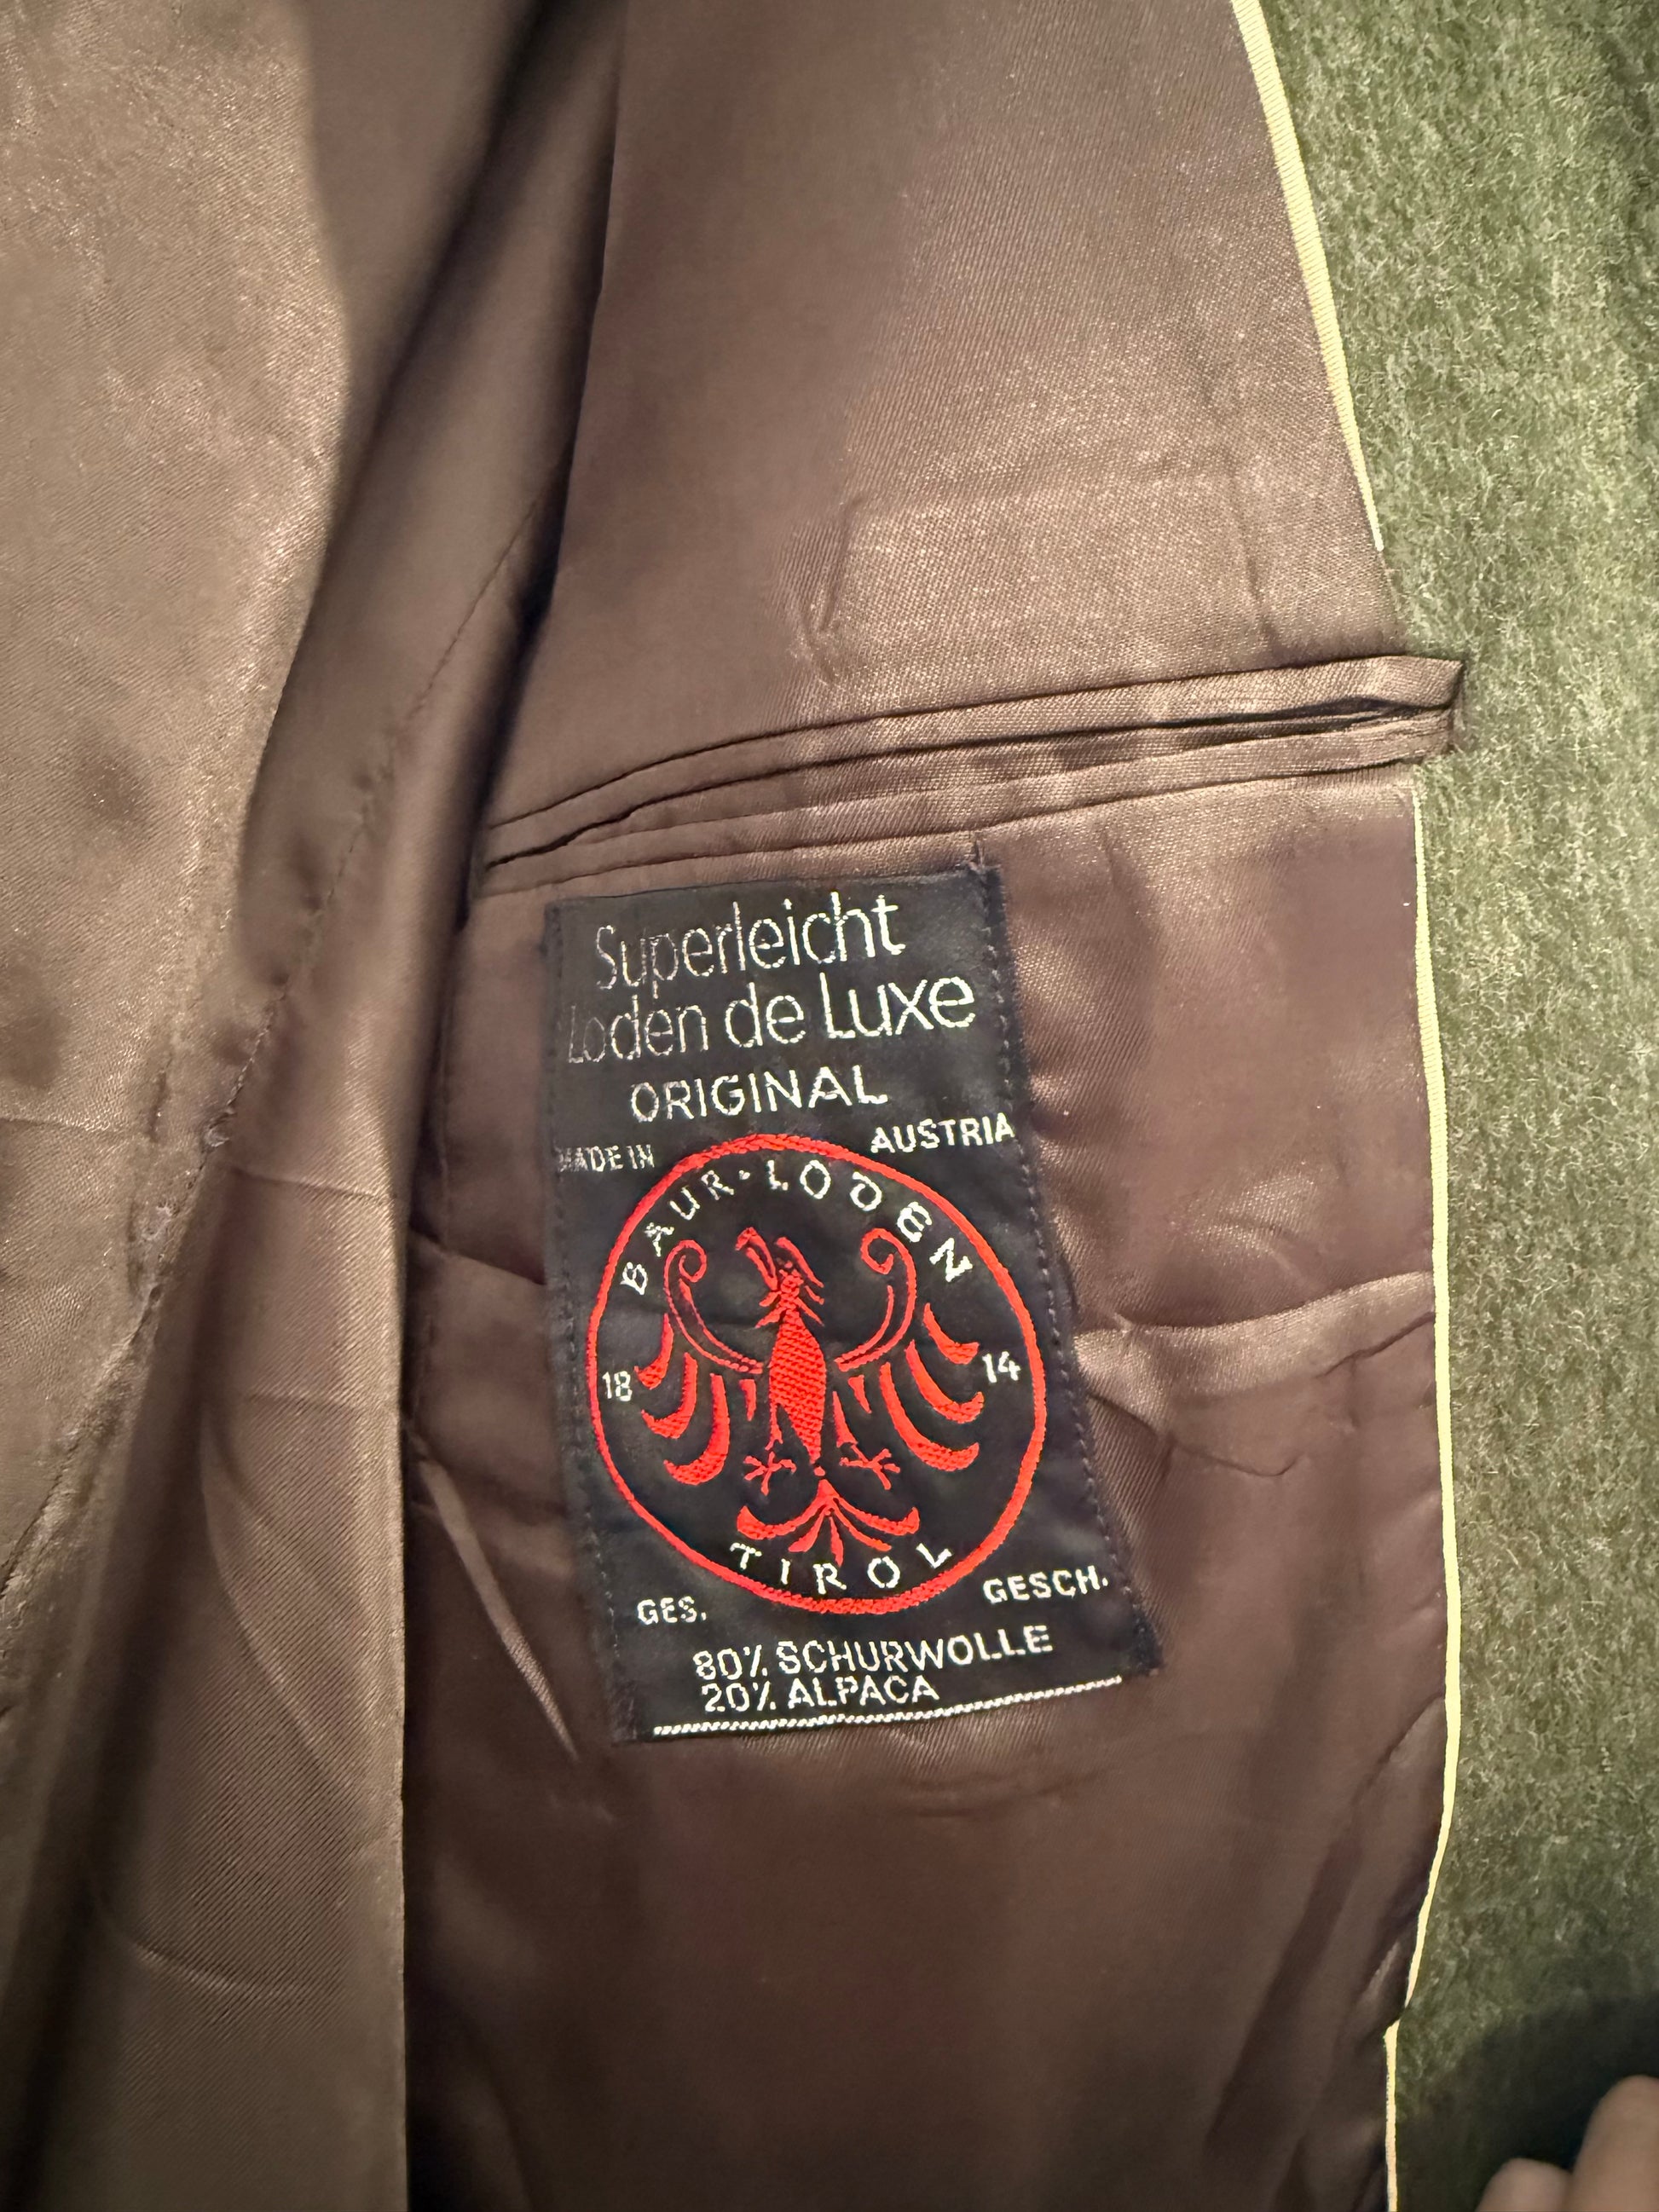 Superleicht
Loden de Luxe
ORIGINAL
MADE IN AUSTRIA
BAUR·LODEN
18 14
TIROL
GES. GESCH.
80% SCHURWOLLE
20% ALPACA